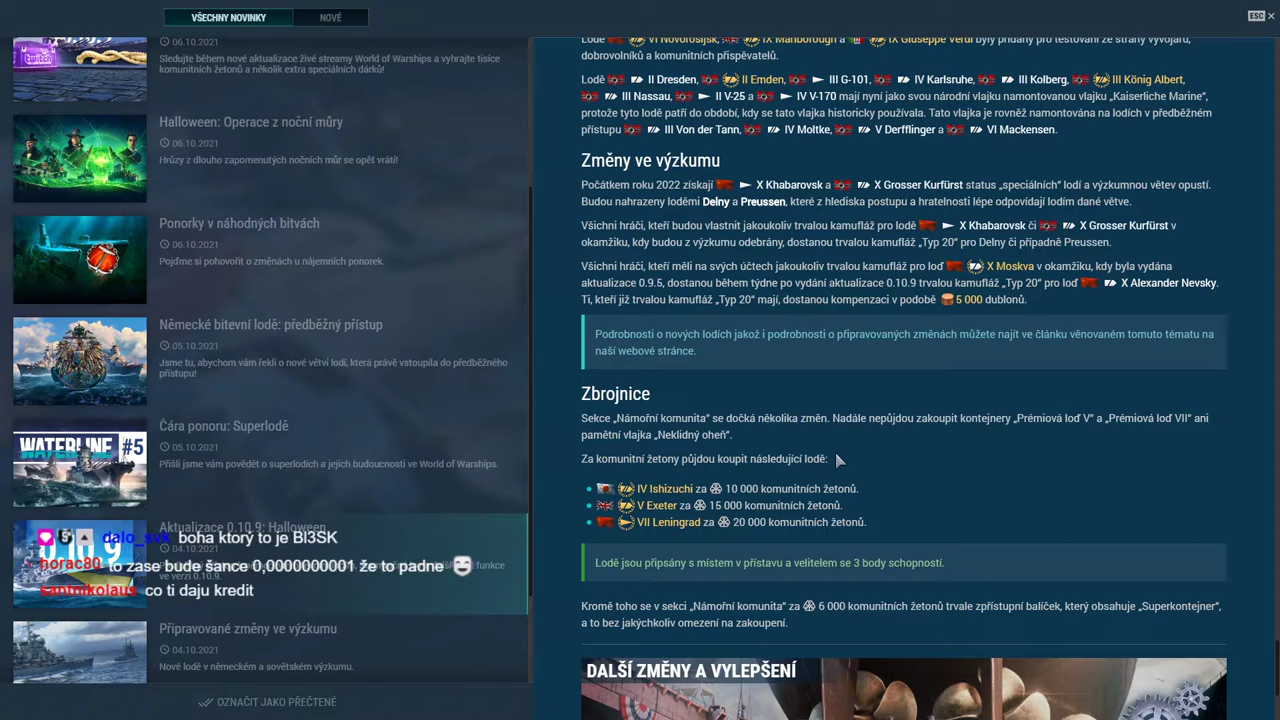 VŠECHNY NOVINKY
NOVÉ
ESC
06.10.2021
Sledujte během nové aktualizace živé streamy World of Warships a vyhrajte tisíce
komunitních žetonů a několik extra speciálních dárků!
twitch
Halloween: Operace z noční můry
06.10.2021
Hrůzy z dlouho zapomenutých nočních můr se opět vrátí!
Ponorky v náhodných bitvách
06.10.2021
Pojďme si pohovořit o změnách u nájemních ponorek.
Německé bitevní lodě: předběžný přístup
05.10.2021
Jsme tu, abychom vám řekli o nové větvi lodí, která právě vstoupila do předběžného
přístupu!
Čára ponoru: Superlodě
05.10.2021
Přišli jsme vám povědět o superlodích a jejich budoucnosti ve World of Warships.
WATERLINE #5
Aktualizace 0.10.9: Halloween
04.10.2021
funkce
ve verzi 0.10.9.
0.10.9
dalo_svk boha ktorý to je Bl3ŠK
horac80 to zase bude šance 0,0000000001 že to padne
santnikolaus co ti daju kredit
Připravované změny ve výzkumu
04.10.2021
Nové lodi v německém a sovětském výzkumu.
OZNAČIT JAKO PŘEČTENÉ
Lodě VI Novorosijsk, IX Marlborough a IX Giuseppe Verdi byly přidány pro testování ze strany vývojářů,
dobrovolníků a komunitních přispěvatelů.
Lodě II Dresden, II Emden, III G-101, IV Karlsruhe, III Kolberg, III König Albert,
III Nassau, II V-25 a IV V-170 mají nyní jako svou národní vlajku namontovanou vlajku „Kaiserliche Marine“,
protože tyto lodě patří do období, kdy se tato vlajka historicky používala. Tato vlajka je rovněž namontována na lodích v předběžném
přístupu III Von der Tann, IV Moltke, V Derfflinger a VI Mackensen.
Změny ve výzkumu
Počátkem roku 2022 získají X Khabarovsk a X Grosser Kurfürst status „speciálních“ lodí a výzkumnou větev opustí.
Budou nahrazeny loděmi Delny a Preussen, které z hlediska postupu a hratelnosti lépe odpovídají lodím dané větve.
Všichni hráči, kteří budou vlastnit jakoukoliv trvalou kamufláž pro lodě X Khabarovsk či X Grosser Kurfürst v
okamžiku, kdy budou z výzkumu odebrány, dostanou trvalou kamufláž „Typ 20“ pro Delny či případně Preussen.
Všichni hráči, kteří měli na svých účtech jakoukoliv trvalou kamufláž pro loď X Moskva v okamžiku, kdy byla vydána
aktualizace 0.9.5, dostanou během týdne po vydání aktualizace 0.10.9 trvalou kamufláž „Typ 20“ pro loď X Alexander Nevsky.
Ti, kteří již trvalou kamufláž „Typ 20“ mají, dostanou kompenzaci v podobě 5 000 dublonů.
Podrobnosti o nových lodích jakož i podrobnosti o připravovaných změnách můžete najít ve článku věnovaném tomuto tématu na
naší webové stránce.
Zbrojnice
Sekce „Námořní komunita“ se dočká několika změn. Nadále nepůjdou zakoupit kontejnery „Prémiová loď V“ a „Prémiová loď VII“ ani
pamětní vlajka „Neklidný oheň“.
Za komunitní žetony půjdou koupit následující lodě:
IV Ishizuchi za 10 000 komunitních žetonů.
V Exeter za 15 000 komunitních žetonů.
VII Leningrad za 20 000 komunitních žetonů.
Lodě jsou připsány s místem v přístavu a velitelem se 3 body schopností.
Kromě toho se v sekci „Námořní komunita“ za 6 000 komunitních žetonů trvale zpřístupní balíček, který obsahuje „Superkontejner“,
a to bez jakýchkoliv omezení na zakoupení.
DALŠÍ ZMĚNY A VYLEPŠENÍ